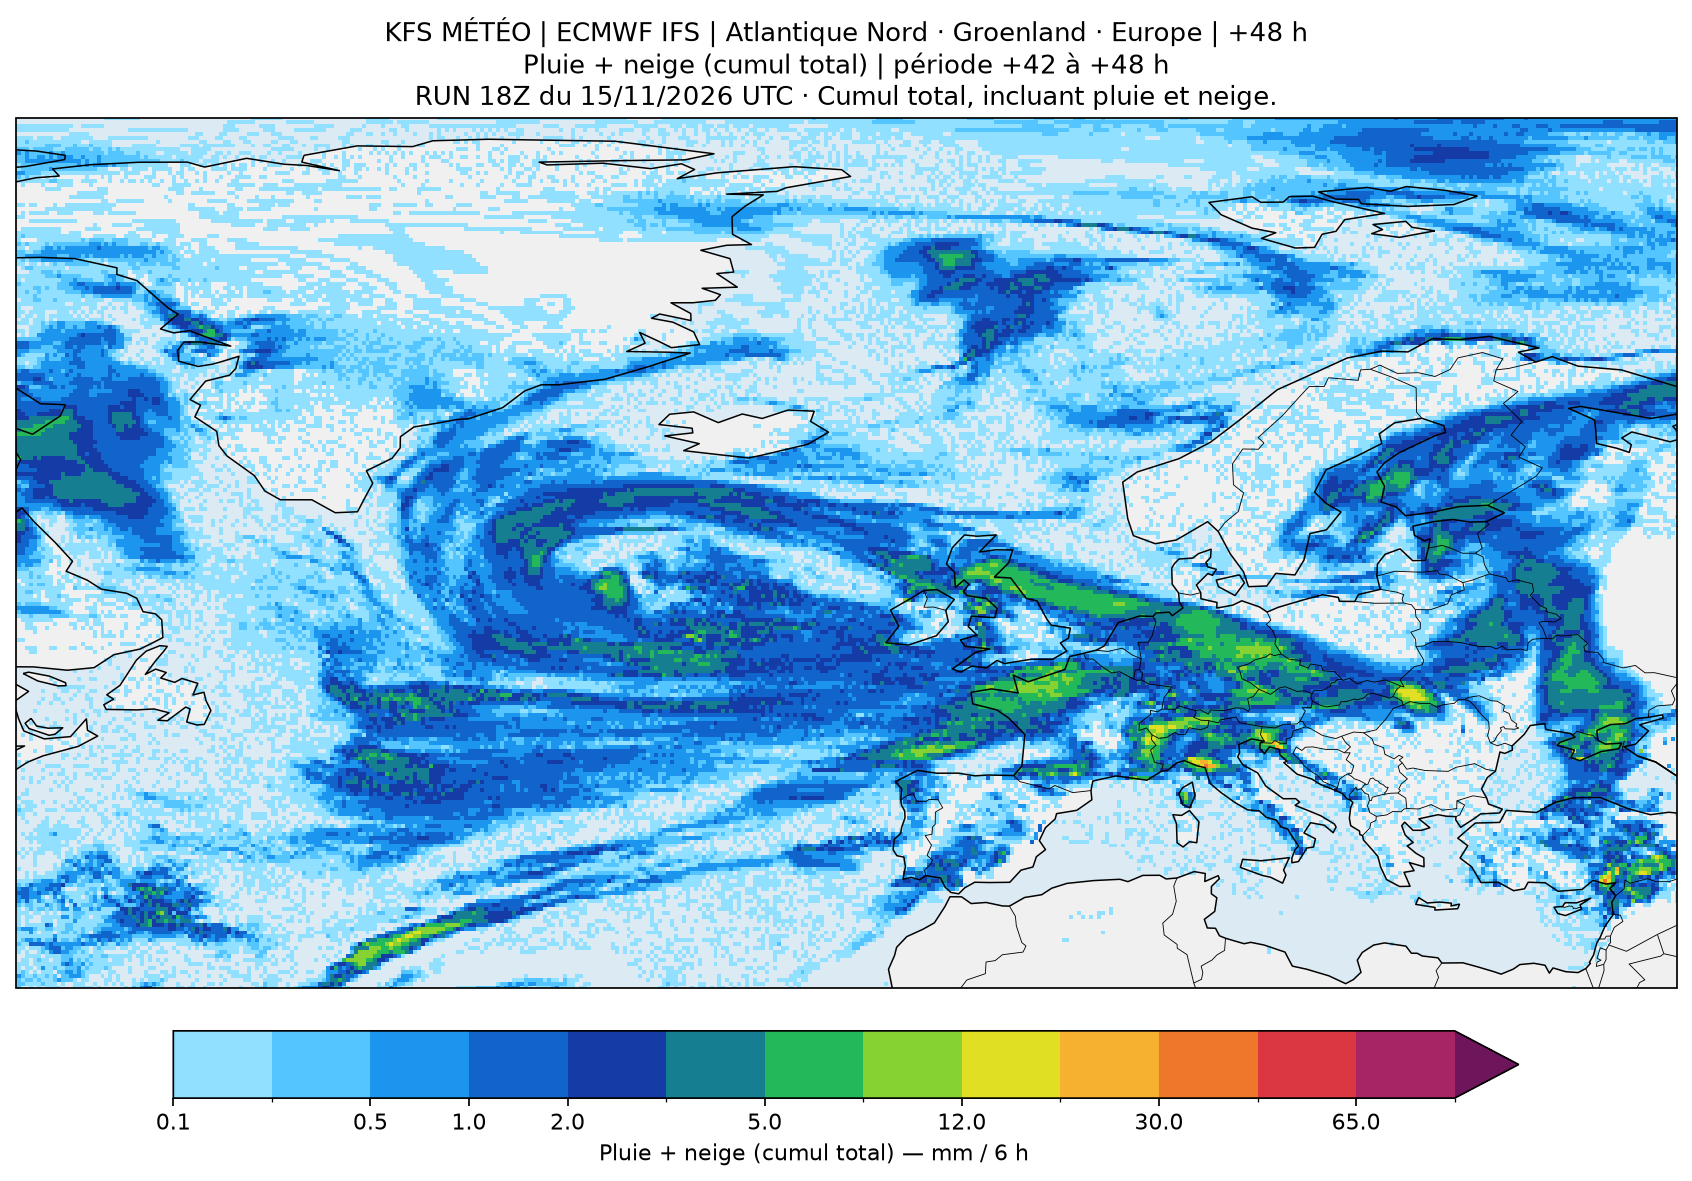 KFS MÉTÉO | ECMWF IFS | Atlantique Nord · Groenland · Europe | +48 h
Pluie + neige (cumul total) | période +42 à +48 h
RUN 18Z du 15/11/2026 UTC · Cumul total, incluant pluie et neige.
0.1 0.5 1.0 2.0 5.0 12.0 30.0 65.0
Pluie + neige (cumul total) — mm / 6 h